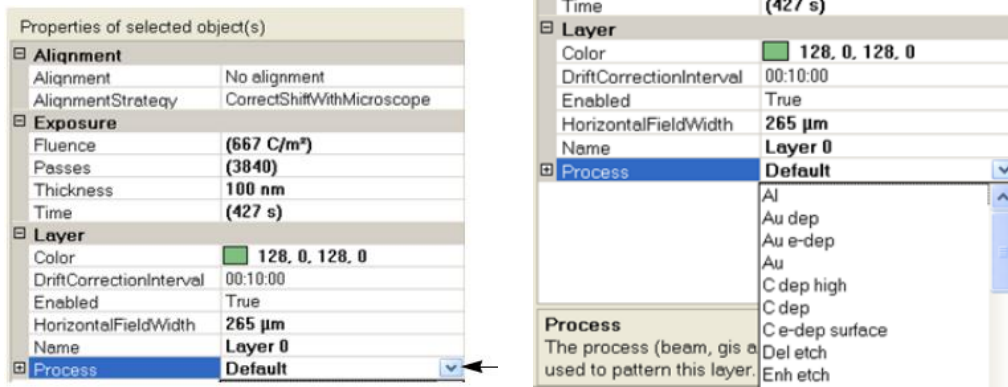 Properties of selected object(s)
Alignment
Alignment No alignment
AlignmentStrategy CorrectShiftWithMicroscope
Exposure
Fluence (667 C/m²)
Passes (3840)
Thickness 100 nm
Time (427 s)
Layer
Color 128, 0, 128, 0
DriftCorrectionInterval 00:10:00
Enabled True
HorizontalFieldWidth 265 µm
Name Layer 0
Process Default
Time (427 s)
Layer
Color 128, 0, 128, 0
DriftCorrectionInterval 00:10:00
Enabled True
HorizontalFieldWidth 265 µm
Name Layer 0
Process Default
Al
Au dep
Au e-dep
Au
C dep high
C dep
C e-dep surface
Del etch
Enh etch
Process
The process (beam, gis a
used to pattern this layer.